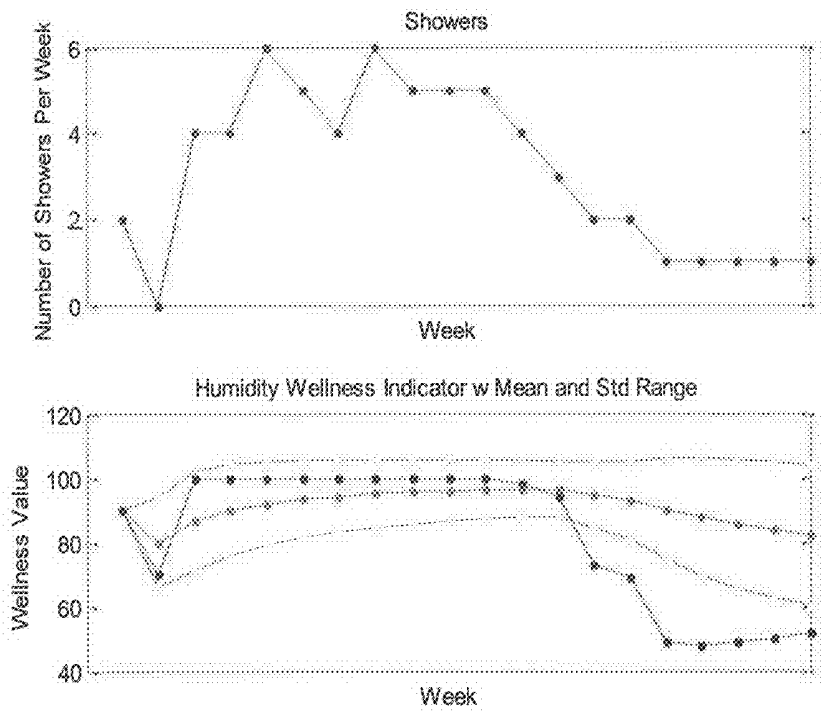 Showers
Number of Showers Per Week
6
4
2
0
Week
Humidity Wellness Indicator w Mean and Std Range
Wellness Value
120
100
80
60
40
Week